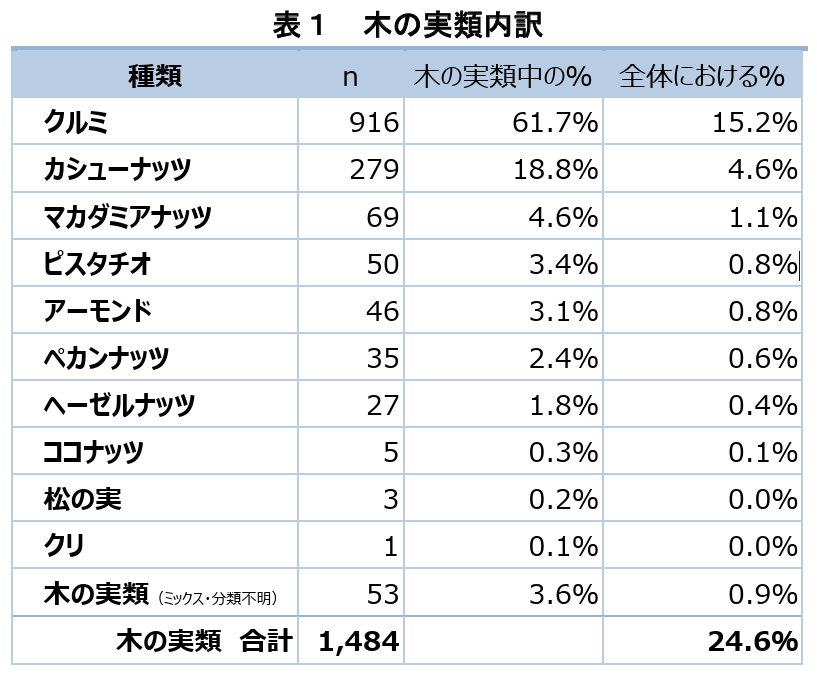 表１　木の実類内訳
種類 n 木の実類中の% 全体における%
クルミ 916 61.7% 15.2%
カシューナッツ 279 18.8% 4.6%
マカダミアナッツ 69 4.6% 1.1%
ピスタチオ 50 3.4% 0.8%
アーモンド 46 3.1% 0.8%
ペカンナッツ 35 2.4% 0.6%
ヘーゼルナッツ 27 1.8% 0.4%
ココナッツ 5 0.3% 0.1%
松の実 3 0.2% 0.0%
クリ 1 0.1% 0.0%
木の実類（ミックス・分類不明） 53 3.6% 0.9%
木の実類　合計 1,484 24.6%